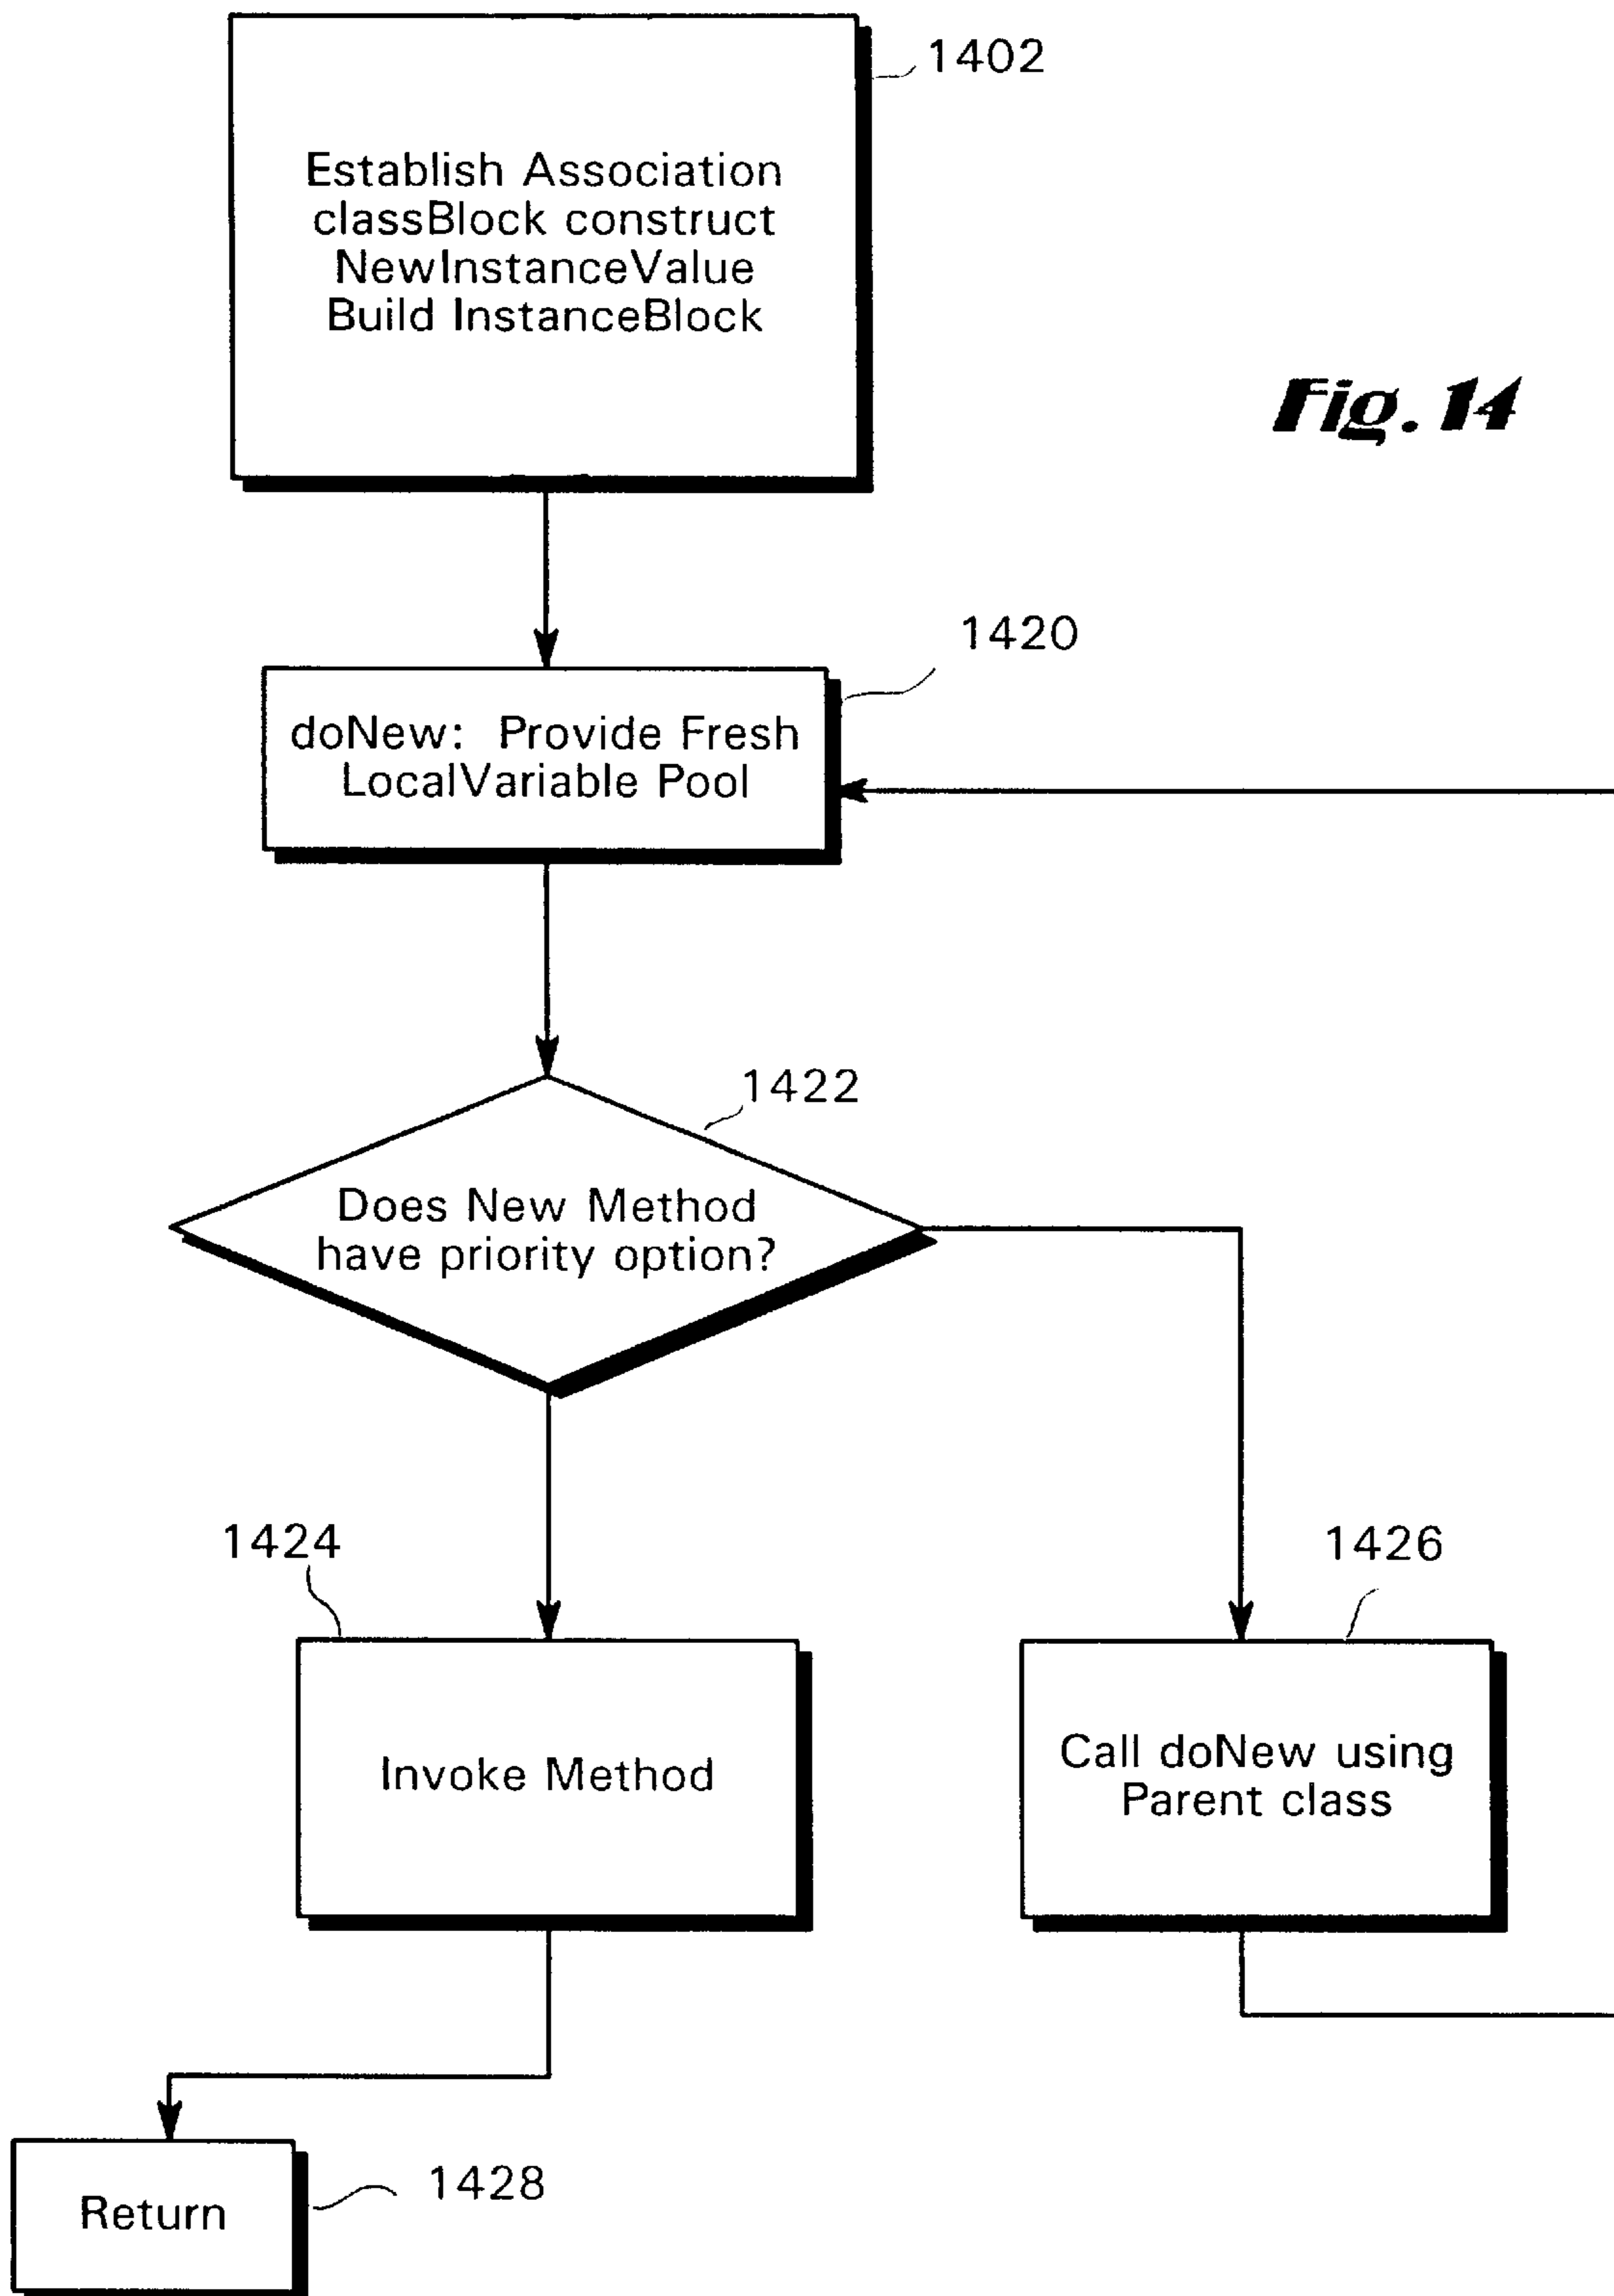 1402
Establish Association
classBlock construct
NewInstanceValue
Build InstanceBlock
Fig. 14
1420
doNew: Provide Fresh
LocalVariable Pool
1422
Does New Method
have priority option?
1424
1426
Invoke Method
Call doNew using
Parent class
1428
Return